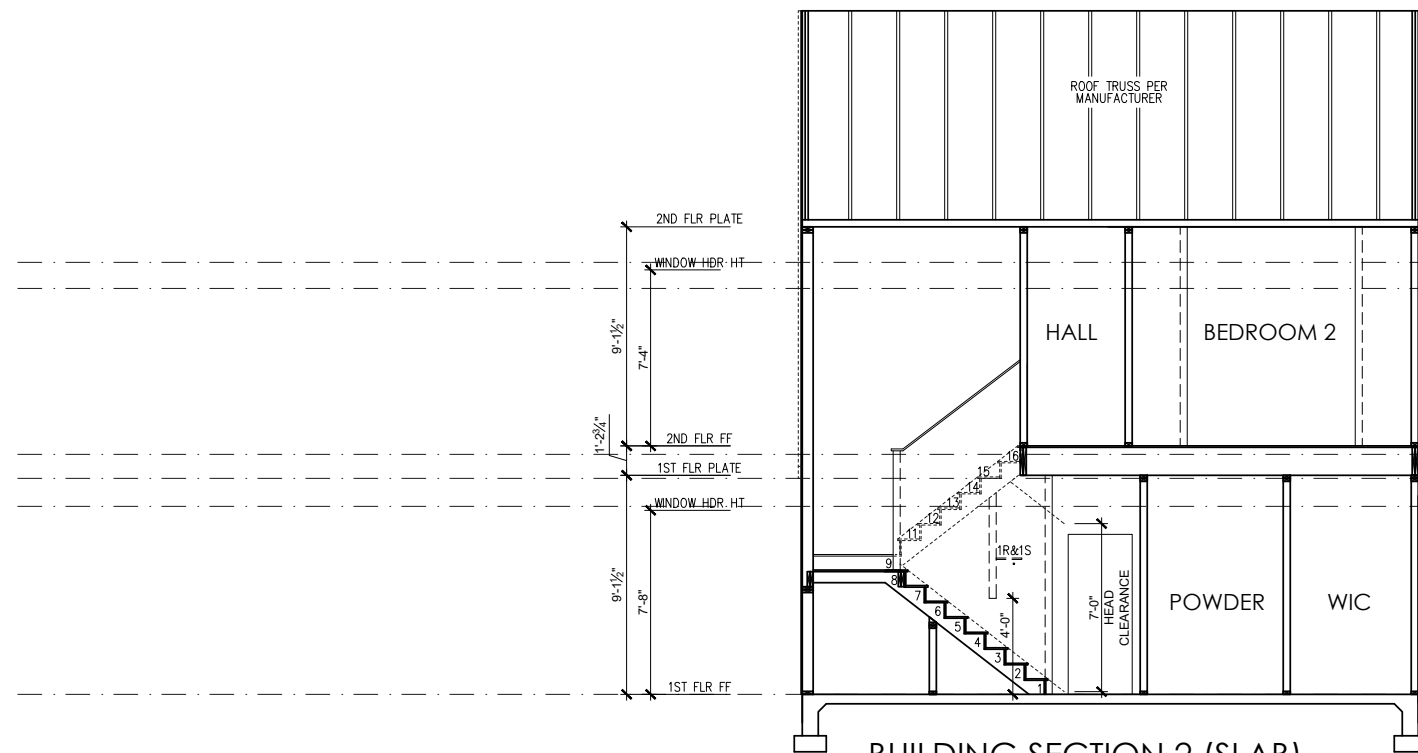 ROOF TRUSS PER
MANUFACTURER
2ND FLR PLATE
WINDOW HDR HT
9'-1½"
7'-4"
HALL
BEDROOM 2
1'-2¾"
2ND FLR FF
1ST FLR PLATE
WINDOW HDR HT
9'-1½"
7'-8"
16
15
14
13
12
11
9
8
7
6
5
4
3
2
1
1R&1S
4'-0"
7'-0"
HEAD
CLEARANCE
POWDER
WIC
1ST FLR FF
BUILDING SECTION 2 (SLAB)